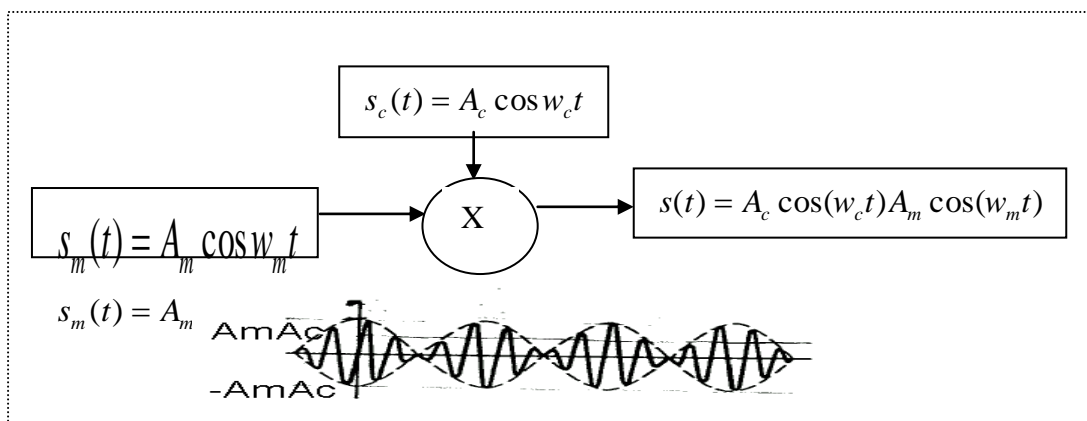 s_c(t) = A_c cos w_c t
X
s(t) = A_c cos(w_c t)A_m cos(w_m t)
s_m(t) = A_m cos w_m t
s_m(t) = A_m
AmAc
-AmAc